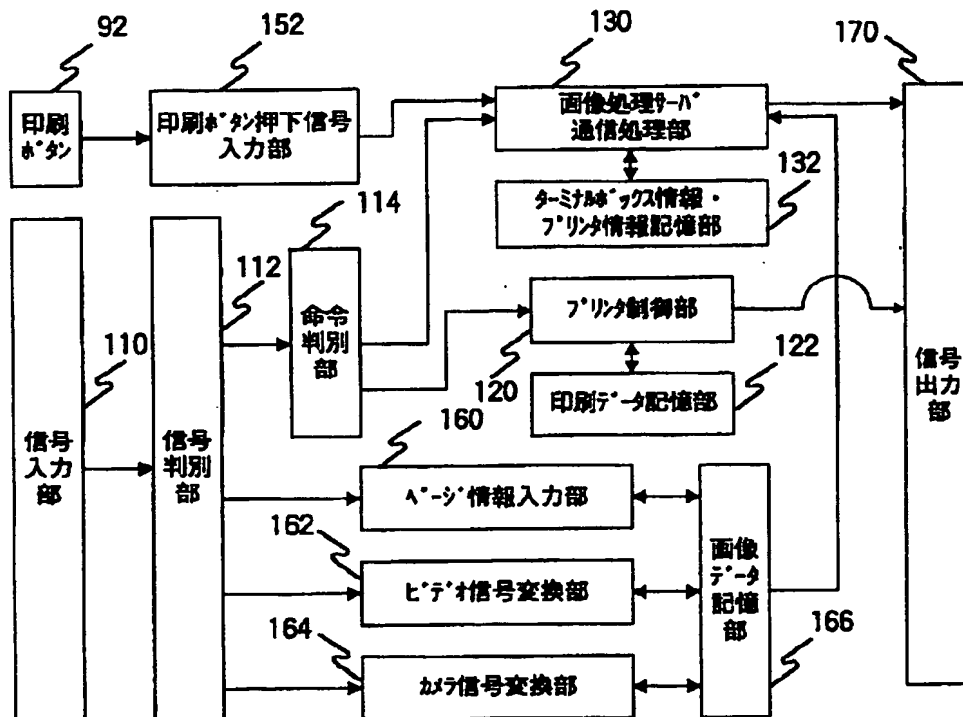 92
152
130
170
印刷
ﾎﾞﾀﾝ
印刷ﾎﾞﾀﾝ押下信号
入力部
画像処理ｻｰﾊﾞ
通信処理部
ﾀｰﾐﾅﾙﾎﾞｯｸｽ情報・
ﾌﾟﾘﾝﾀ情報記憶部
132
114
112
命令
判別
部
ﾌﾟﾘﾝﾀ制御部
120
122
印刷ﾃﾞｰﾀ記憶部
110
信号
入力
部
信号
判別
部
160
ﾍﾟｰｼﾞ情報入力部
162
ﾋﾞﾃﾞｵ信号変換部
164
ｶﾒﾗ信号変換部
画像
ﾃﾞｰﾀ
記憶
部
166
信号
出力
部